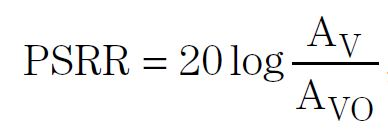 PSRR = 20 log A_V / A_VO